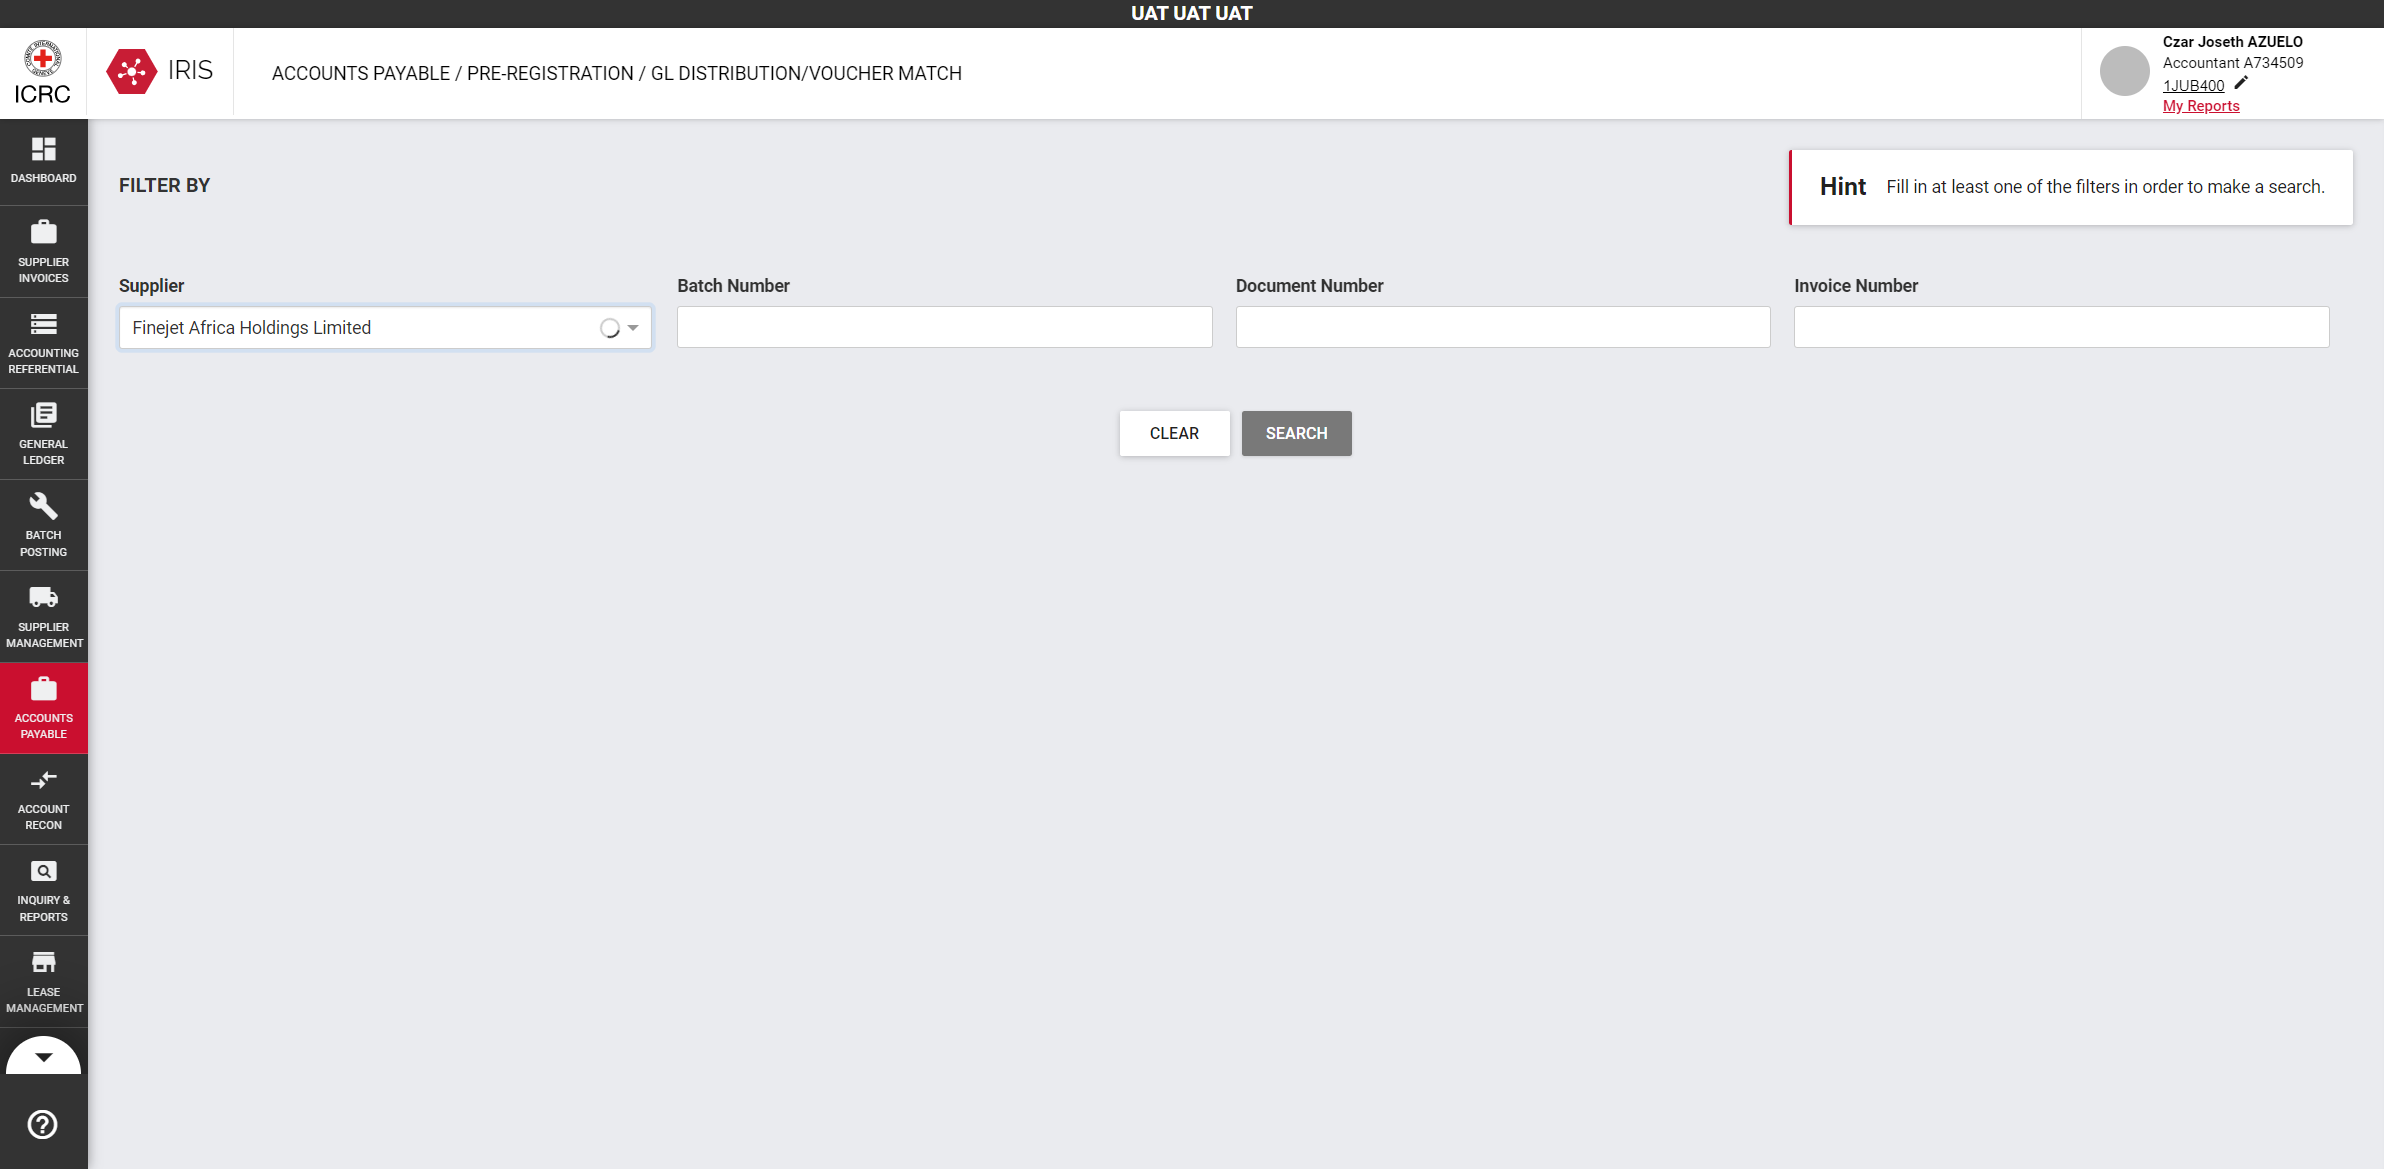 UAT UAT UAT
ICRC
IRIS
ACCOUNTS PAYABLE / PRE-REGISTRATION / GL DISTRIBUTION/VOUCHER MATCH
Czar Joseth AZUELO
Accountant A734509
1JUB400
My Reports
DASHBOARD
SUPPLIER
INVOICES
ACCOUNTING
REFERENTIAL
GENERAL
LEDGER
BATCH
POSTING
SUPPLIER
MANAGEMENT
ACCOUNTS
PAYABLE
ACCOUNT
RECON
INQUIRY &
REPORTS
LEASE
MANAGEMENT
FILTER BY
Hint Fill in at least one of the filters in order to make a search.
Supplier
Finejet Africa Holdings Limited
Batch Number
Document Number
Invoice Number
CLEAR
SEARCH